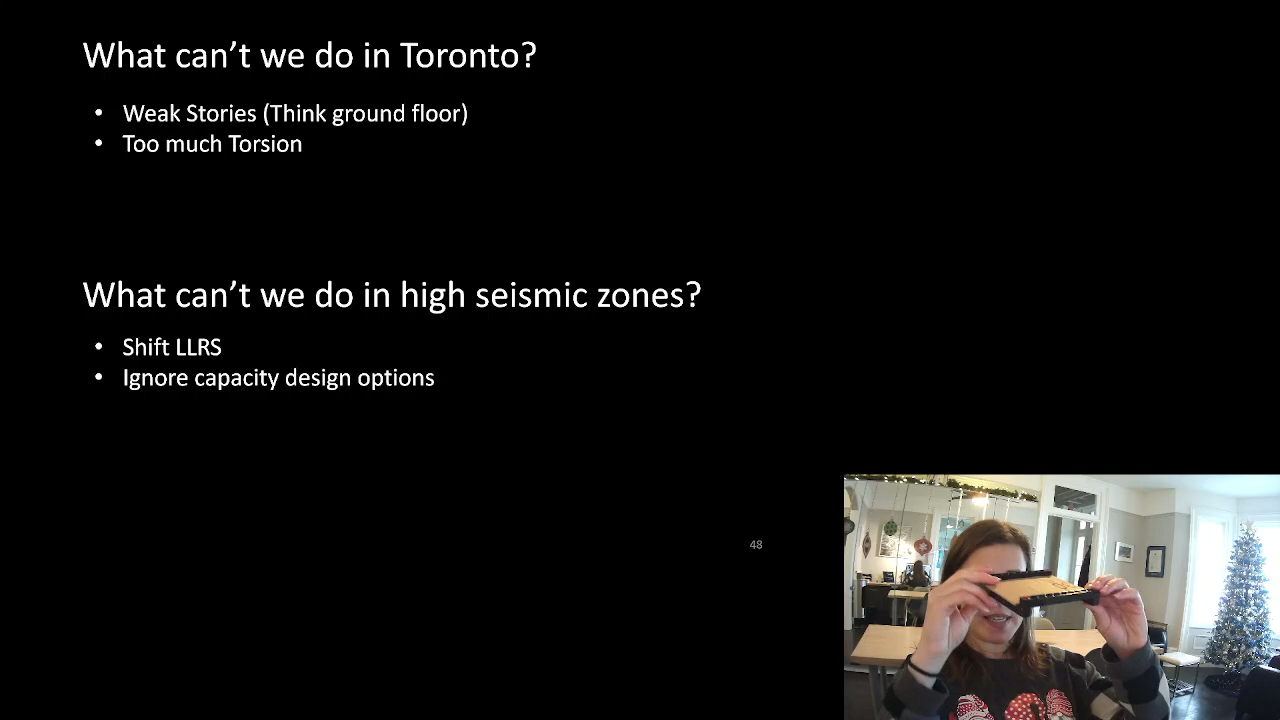 What can’t we do in Toronto?
• Weak Stories (Think ground floor)
• Too much Torsion
What can’t we do in high seismic zones?
• Shift LLRS
• Ignore capacity design options
48